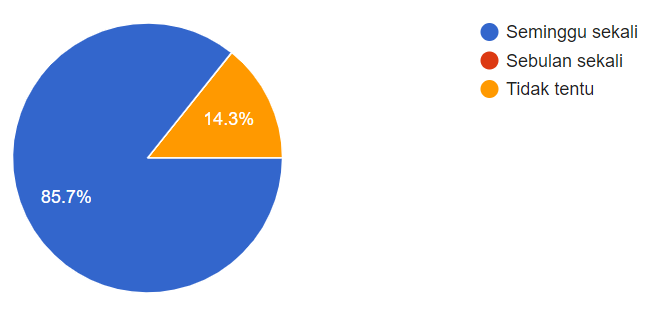 Seminggu sekali
Sebulan sekali
Tidak tentu
14.3%
85.7%